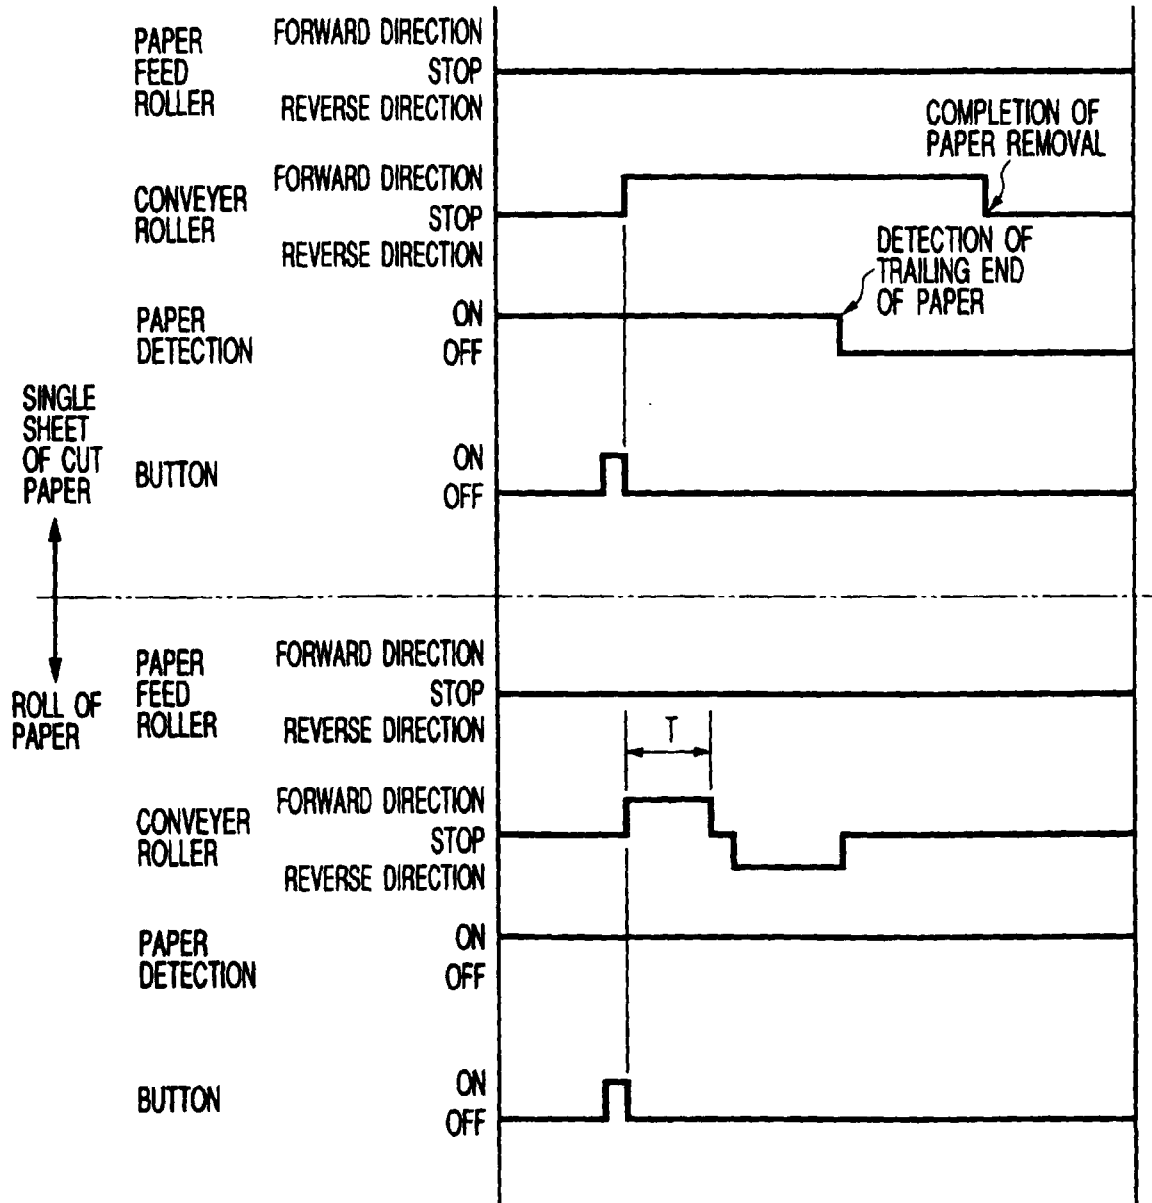 PAPER
FEED
ROLLER
FORWARD DIRECTION
STOP
REVERSE DIRECTION
COMPLETION OF
PAPER REMOVAL
CONVEYER
ROLLER
FORWARD DIRECTION
STOP
REVERSE DIRECTION
DETECTION OF
TRAILING END
OF PAPER
PAPER
DETECTION
ON
OFF
SINGLE
SHEET
OF CUT
PAPER
BUTTON
ON
OFF
ROLL OF
PAPER
PAPER
FEED
ROLLER
FORWARD DIRECTION
STOP
REVERSE DIRECTION
T
CONVEYER
ROLLER
FORWARD DIRECTION
STOP
REVERSE DIRECTION
PAPER
DETECTION
ON
OFF
BUTTON
ON
OFF